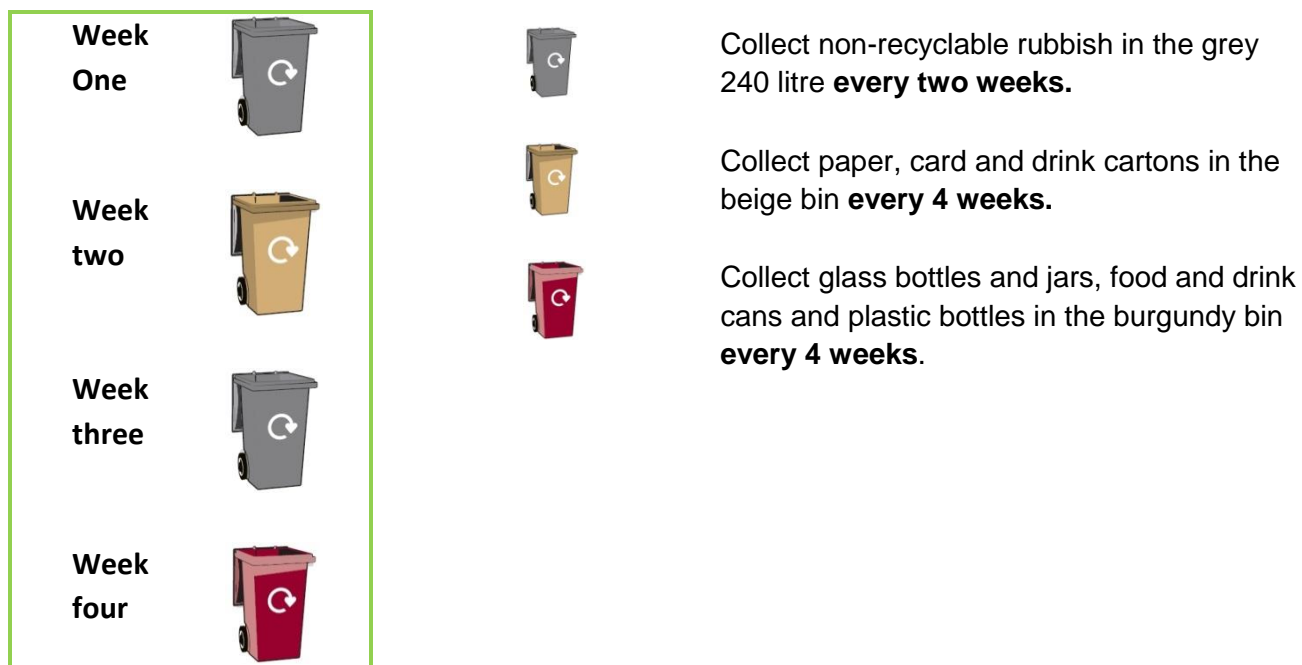 Week
One
Week
two
Week
three
Week
four
Collect non-recyclable rubbish in the grey
240 litre every two weeks.
Collect paper, card and drink cartons in the
beige bin every 4 weeks.
Collect glass bottles and jars, food and drink
cans and plastic bottles in the burgundy bin
every 4 weeks.